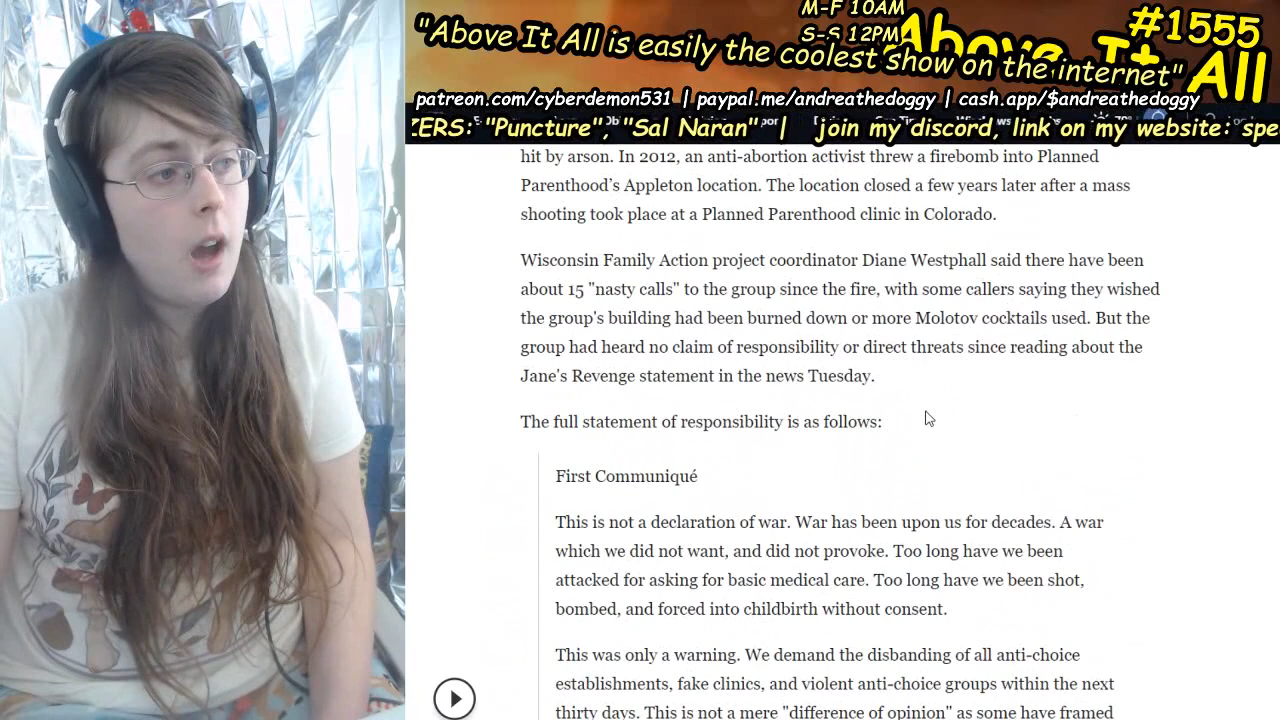 M-F 10AM
S-S 12PM
Above It All
#1555
"Above It All is easily the coolest show on the internet"
patreon.com/cyberdemon531 | paypal.me/andreathedoggy | cash.app/$andreathedoggy
ZERS: "Puncture", "Sal Naran" | join my discord, link on my website: spe
hit by arson. In 2012, an anti-abortion activist threw a firebomb into Planned
Parenthood’s Appleton location. The location closed a few years later after a mass
shooting took place at a Planned Parenthood clinic in Colorado.
Wisconsin Family Action project coordinator Diane Westphall said there have been
about 15 "nasty calls" to the group since the fire, with some callers saying they wished
the group's building had been burned down or more Molotov cocktails used. But the
group had heard no claim of responsibility or direct threats since reading about the
Jane's Revenge statement in the news Tuesday.
The full statement of responsibility is as follows:
First Communiqué
This is not a declaration of war. War has been upon us for decades. A war
which we did not want, and did not provoke. Too long have we been
attacked for asking for basic medical care. Too long have we been shot,
bombed, and forced into childbirth without consent.
This was only a warning. We demand the disbanding of all anti-choice
establishments, fake clinics, and violent anti-choice groups within the next
thirty days. This is not a mere "difference of opinion" as some have framed